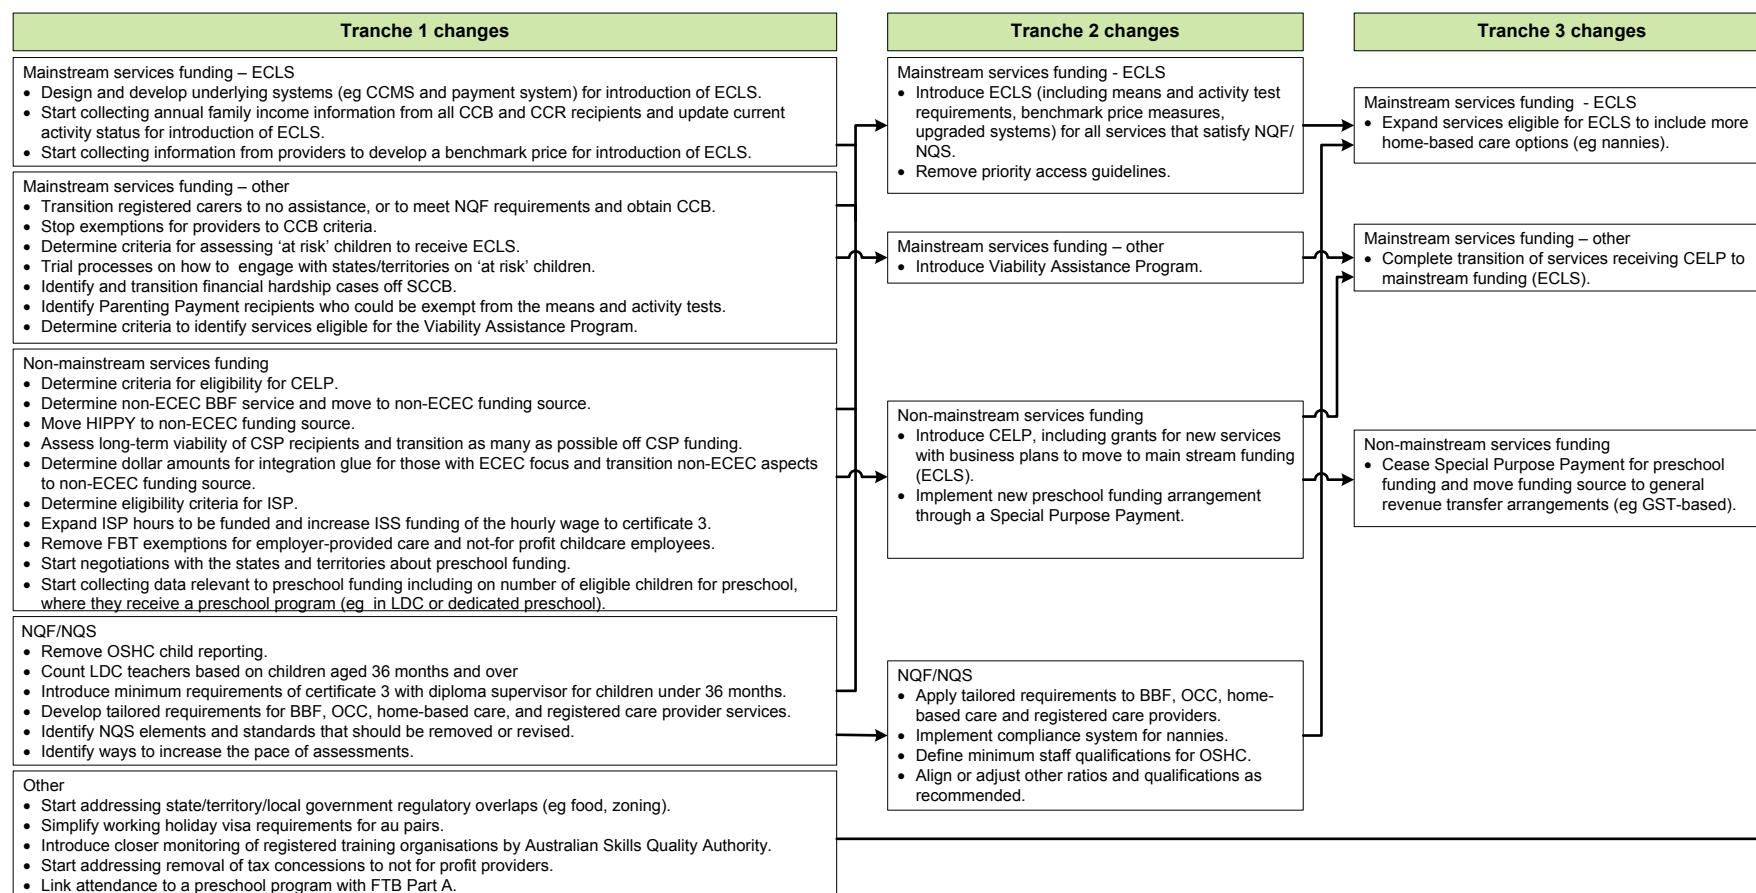 Tranche 1 changes
Mainstream services funding – ECLS
• Design and develop underlying systems (eg CCMS and payment system) for introduction of ECLS.
• Start collecting annual family income information from all CCB and CCR recipients and update current
activity status for introduction of ECLS.
• Start collecting information from providers to develop a benchmark price for introduction of ECLS.
Mainstream services funding – other
• Transition registered carers to no assistance, or to meet NQF requirements and obtain CCB.
• Stop exemptions for providers to CCB criteria.
• Determine criteria for assessing ‘at risk’ children to receive ECLS.
• Trial processes on how to engage with states/territories on ‘at risk’ children.
• Identify and transition financial hardship cases off SCCB.
• Identify Parenting Payment recipients who could be exempt from the means and activity tests.
• Determine criteria to identify services eligible for the Viability Assistance Program.
Non-mainstream services funding
• Determine criteria for eligibility for CELP.
• Determine non-ECEC BBF service and move to non-ECEC funding source.
• Move HIPPY to non-ECEC funding source.
• Assess long-term viability of CSP recipients and transition as many as possible off CSP funding.
• Determine dollar amounts for integration glue for those with ECEC focus and transition non-ECEC aspects
to non-ECEC funding source.
• Determine eligibility criteria for ISP.
• Expand ISP hours to be funded and increase ISS funding of the hourly wage to certificate 3.
• Remove FBT exemptions for employer-provided care and not-for profit childcare employees.
• Start negotiations with the states and territories about preschool funding.
• Start collecting data relevant to preschool funding including on number of eligible children for preschool,
where they receive a preschool program (eg in LDC or dedicated preschool).
NQF/NQS
• Remove OSHC child reporting.
• Count LDC teachers based on children aged 36 months and over
• Introduce minimum requirements of certificate 3 with diploma supervisor for children under 36 months.
• Develop tailored requirements for BBF, OCC, home-based care, and registered care provider services.
• Identify NQS elements and standards that should be removed or revised.
• Identify ways to increase the pace of assessments.
Other
• Start addressing state/territory/local government regulatory overlaps (eg food, zoning).
• Simplify working holiday visa requirements for au pairs.
• Introduce closer monitoring of registered training organisations by Australian Skills Quality Authority.
• Start addressing removal of tax concessions to not for profit providers.
• Link attendance to a preschool program with FTB Part A.
Tranche 2 changes
Mainstream services funding - ECLS
• Introduce ECLS (including means and activity test
requirements, benchmark price measures,
upgraded systems) for all services that satisfy NQF/
NQS.
• Remove priority access guidelines.
Mainstream services funding – other
• Introduce Viability Assistance Program.
Non-mainstream services funding
• Introduce CELP, including grants for new services
with business plans to move to main stream funding
(ECLS).
• Implement new preschool funding arrangement
through a Special Purpose Payment.
NQF/NQS
• Apply tailored requirements to BBF, OCC, home-
based care and registered care providers.
• Implement compliance system for nannies.
• Define minimum staff qualifications for OSHC.
• Align or adjust other ratios and qualifications as
recommended.
Tranche 3 changes
Mainstream services funding - ECLS
• Expand services eligible for ECLS to include more
home-based care options (eg nannies).
Mainstream services funding – other
• Complete transition of services receiving CELP to
mainstream funding (ECLS).
Non-mainstream services funding
• Cease Special Purpose Payment for preschool
funding and move funding source to general
revenue transfer arrangements (eg GST-based).